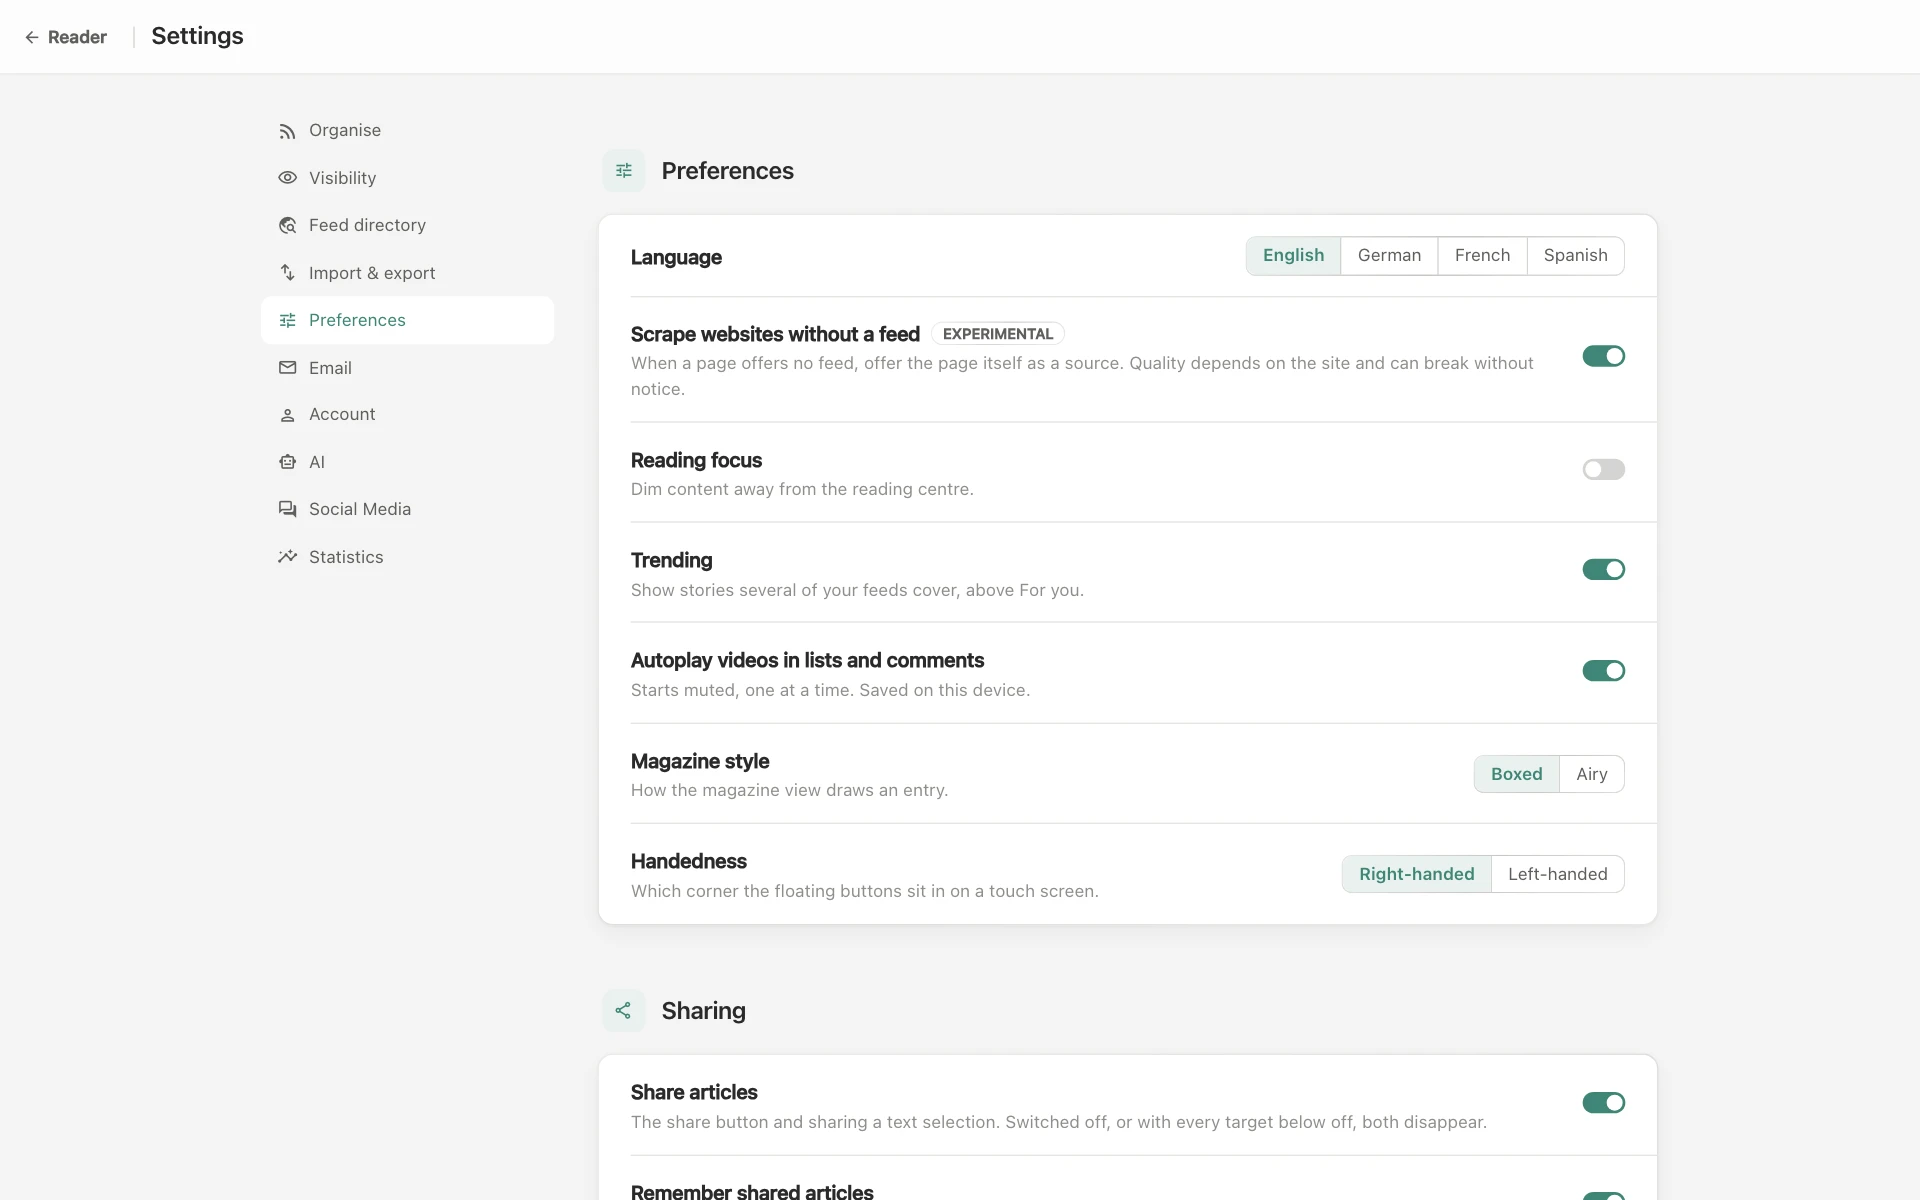 Reader
Settings
Organise
Visibility
Feed directory
Import & export
Preferences
Email
Account
AI
Social Media
Statistics
Preferences
Language
English
German
French
Spanish
Scrape websites without a feed
EXPERIMENTAL
When a page offers no feed, offer the page itself as a source. Quality depends on the site and can break without
notice.
Reading focus
Dim content away from the reading centre.
Trending
Show stories several of your feeds cover, above For you.
Autoplay videos in lists and comments
Starts muted, one at a time. Saved on this device.
Magazine style
How the magazine view draws an entry.
Boxed
Airy
Handedness
Which corner the floating buttons sit in on a touch screen.
Right-handed
Left-handed
Sharing
Share articles
The share button and sharing a text selection. Switched off, or with every target below off, both disappear.
Remember shared articles